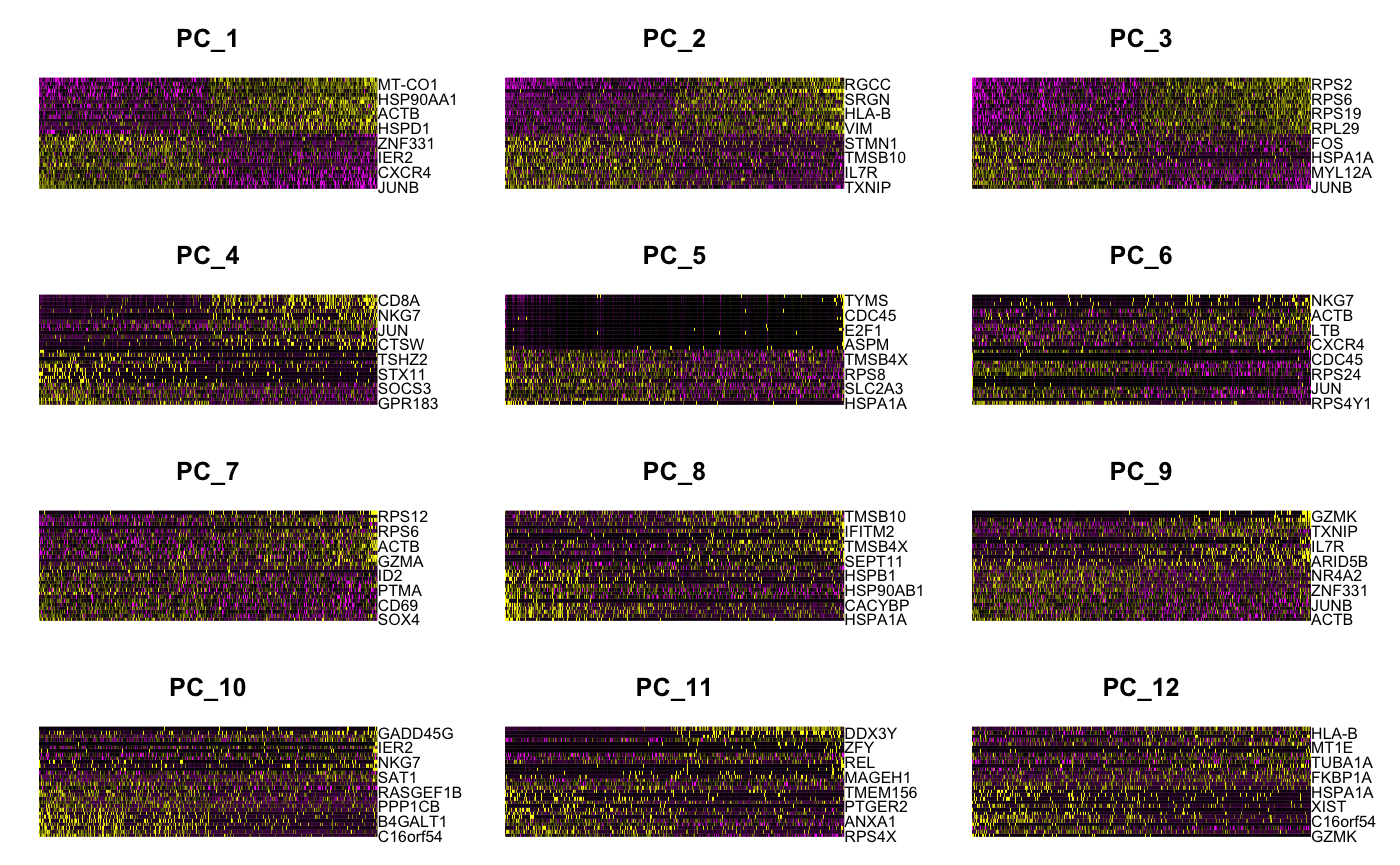 PC_1
MT-CO1
HSP90AA1
ACTB
HSPD1
ZNF331
IER2
CXCR4
JUNB
PC_2
RGCC
SRGN
HLA-B
VIM
STMN1
TMSB10
IL7R
TXNIP
PC_3
RPS2
RPS6
RPS19
RPL29
FOS
HSPA1A
MYL12A
JUNB
PC_4
CD8A
NKG7
JUN
CTSW
TSHZ2
STX11
SOCS3
GPR183
PC_5
TYMS
CDC45
E2F1
ASPM
TMSB4X
RPS8
SLC2A3
HSPA1A
PC_6
NKG7
ACTB
LTB
CXCR4
CDC45
RPS24
JUN
RPS4Y1
PC_7
RPS12
RPS6
ACTB
GZMA
ID2
PTMA
CD69
SOX4
PC_8
TMSB10
IFITM2
TMSB4X
SEPT11
HSPB1
HSP90AB1
CACYBP
HSPA1A
PC_9
GZMK
TXNIP
IL7R
ARID5B
NR4A2
ZNF331
JUNB
ACTB
PC_10
GADD45G
IER2
NKG7
SAT1
RASGEF1B
PPP1CB
B4GALT1
C16orf54
PC_11
DDX3Y
ZFY
REL
MAGEH1
TMEM156
PTGER2
ANXA1
RPS4X
PC_12
HLA-B
MT1E
TUBA1A
FKBP1A
HSPA1A
XIST
C16orf54
GZMK